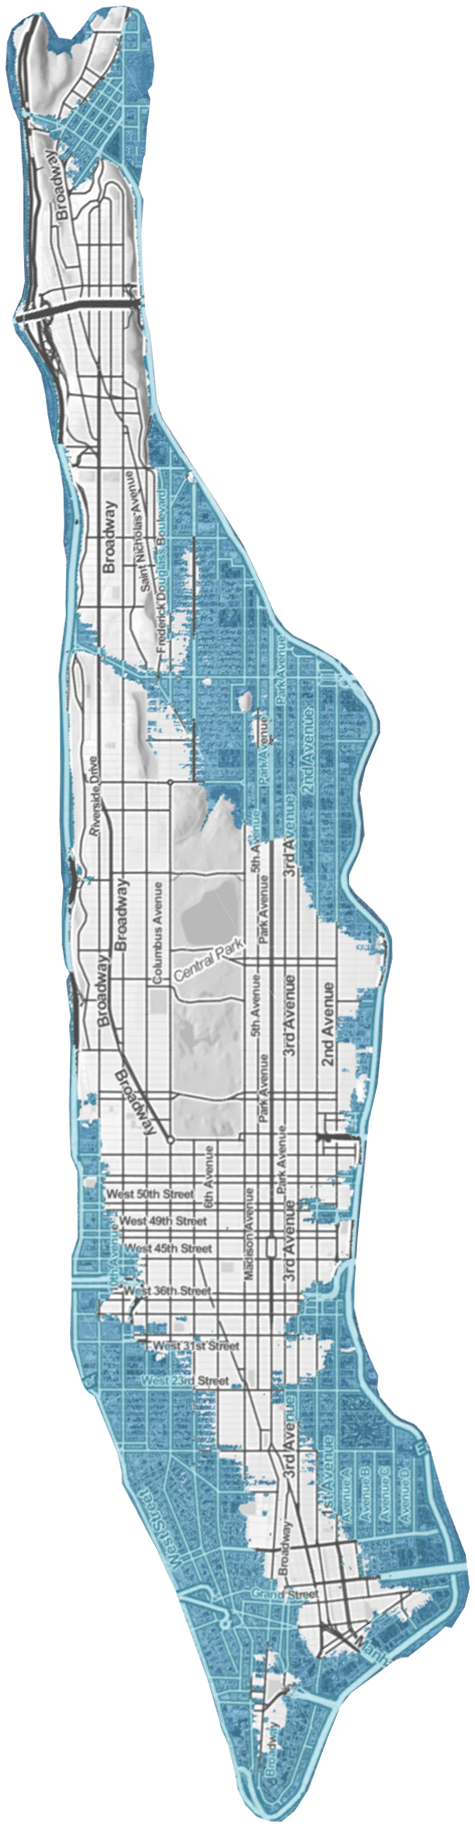 Broadway
Broadway
Saint Nicholas Avenue
Frederick Douglass Boulevard
Park Avenue
2nd Avenue
Park Avenue
Riverside Drive
3rd Avenue
5th Avenue
Broadway
Columbus Avenue
Park Avenue
Central Park
Broadway
5th Avenue
3rd Avenue
2nd Avenue
Broadway
Park Avenue
6th Avenue
Park Avenue
West 50th Street
Madison Avenue
3rd Avenue
West 49th Street
West 45th Street
West 36th Street
West 31st Street
West 23rd Street
3rd Avenue
1st Avenue
Avenue A
Avenue B
Avenue C
Avenue D
West Street
Broadway
Grand Street
Manh
Broadway